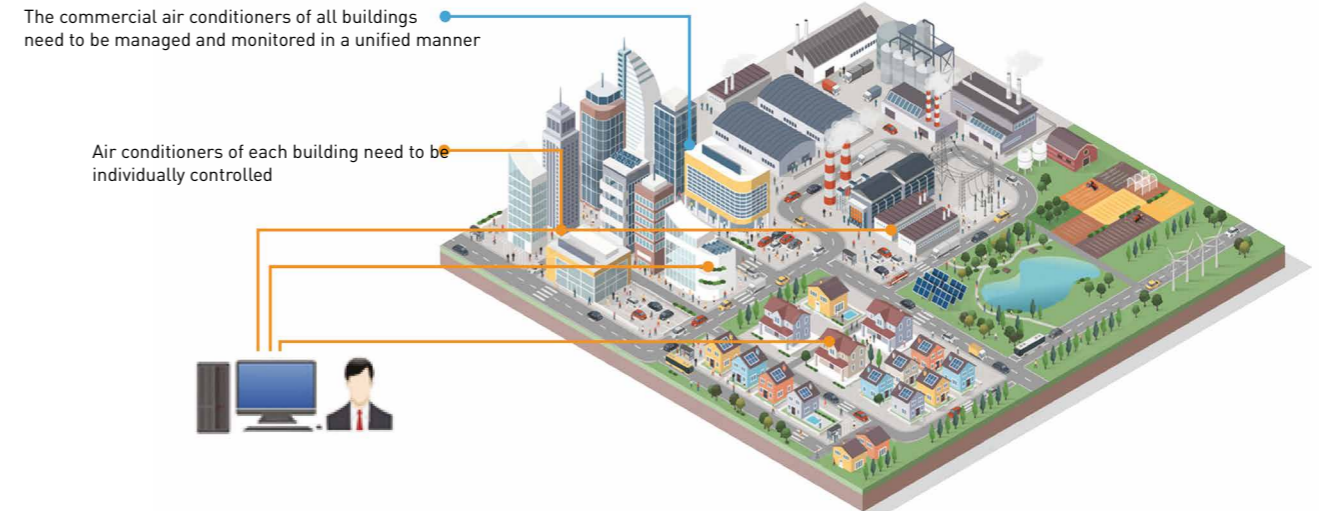 The commercial air conditioners of all buildings
need to be managed and monitored in a unified manner
Air conditioners of each building need to be
individually controlled